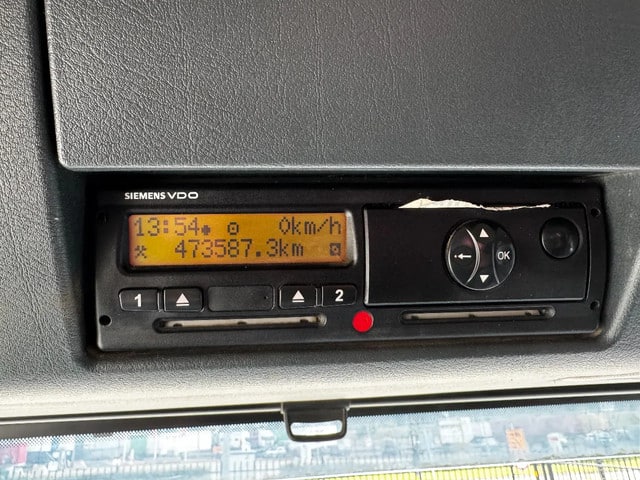 SIEMENS VDO
13:54 0km/h
473587.3km
1 2
OK